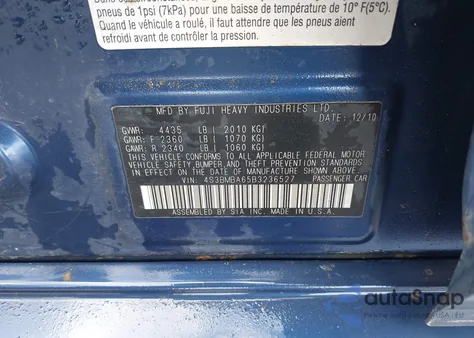 pneus de 1psi (7kPa) pour une baisse de température de 10° F(5°C).
Quand le véhicule a roulé, il faut attendre que les pneus aient
refroidi avant de contrôler la pression.
MFD BY FUJI HEAVY INDUSTRIES LTD.
DATE: 12/10
GVWR: 4435 LB( 2010 KG)
GAWR: F 2360 LB( 1070 KG)
GAWR: R 2340 LB( 1060 KG)
THIS VEHICLE CONFORMS TO ALL APPLICABLE FEDERAL MOTOR
VEHICLE SAFETY, BUMPER, AND THEFT PREVENTION STANDARDS
IN EFFECT ON THE DATE OF MANUFACTURE SHOWN ABOVE.
VIN: 4S3BMBA65B3236527 PASSENGER CAR
ASSEMBLED BY SIA INC. IN U.S.A.
autoSnap